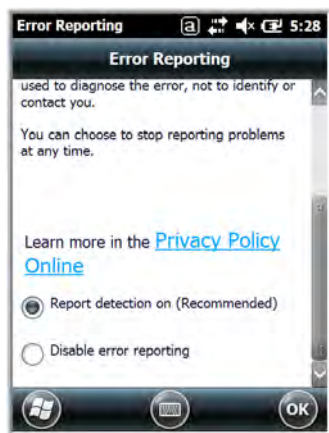 Error Reporting a 5:28
Error Reporting
used to diagnose the error, not to identify or
contact you.
You can choose to stop reporting problems
at any time.
Learn more in the Privacy Policy
Online
Report detection on (Recommended)
Disable error reporting
OK